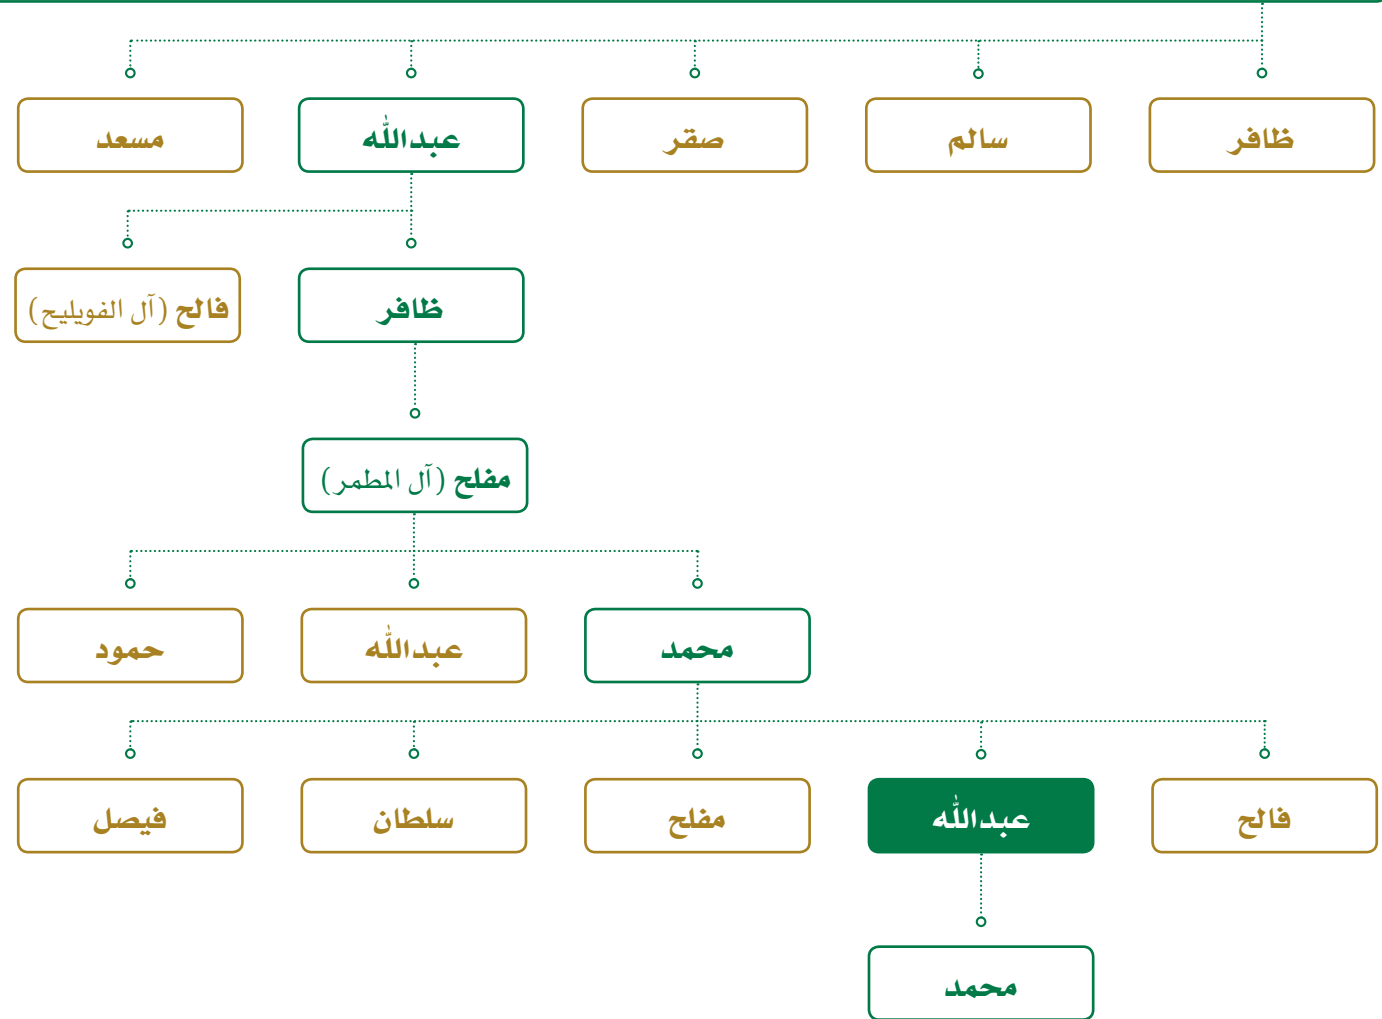 ظافر
سالم
صقر
عبدالله
مسعد
ظافر
فالح (آل الفويليح)
مفلح (آل المطمر)
محمد
عبدالله
حمود
فالح
عبدالله
مفلح
سلطان
فيصل
محمد